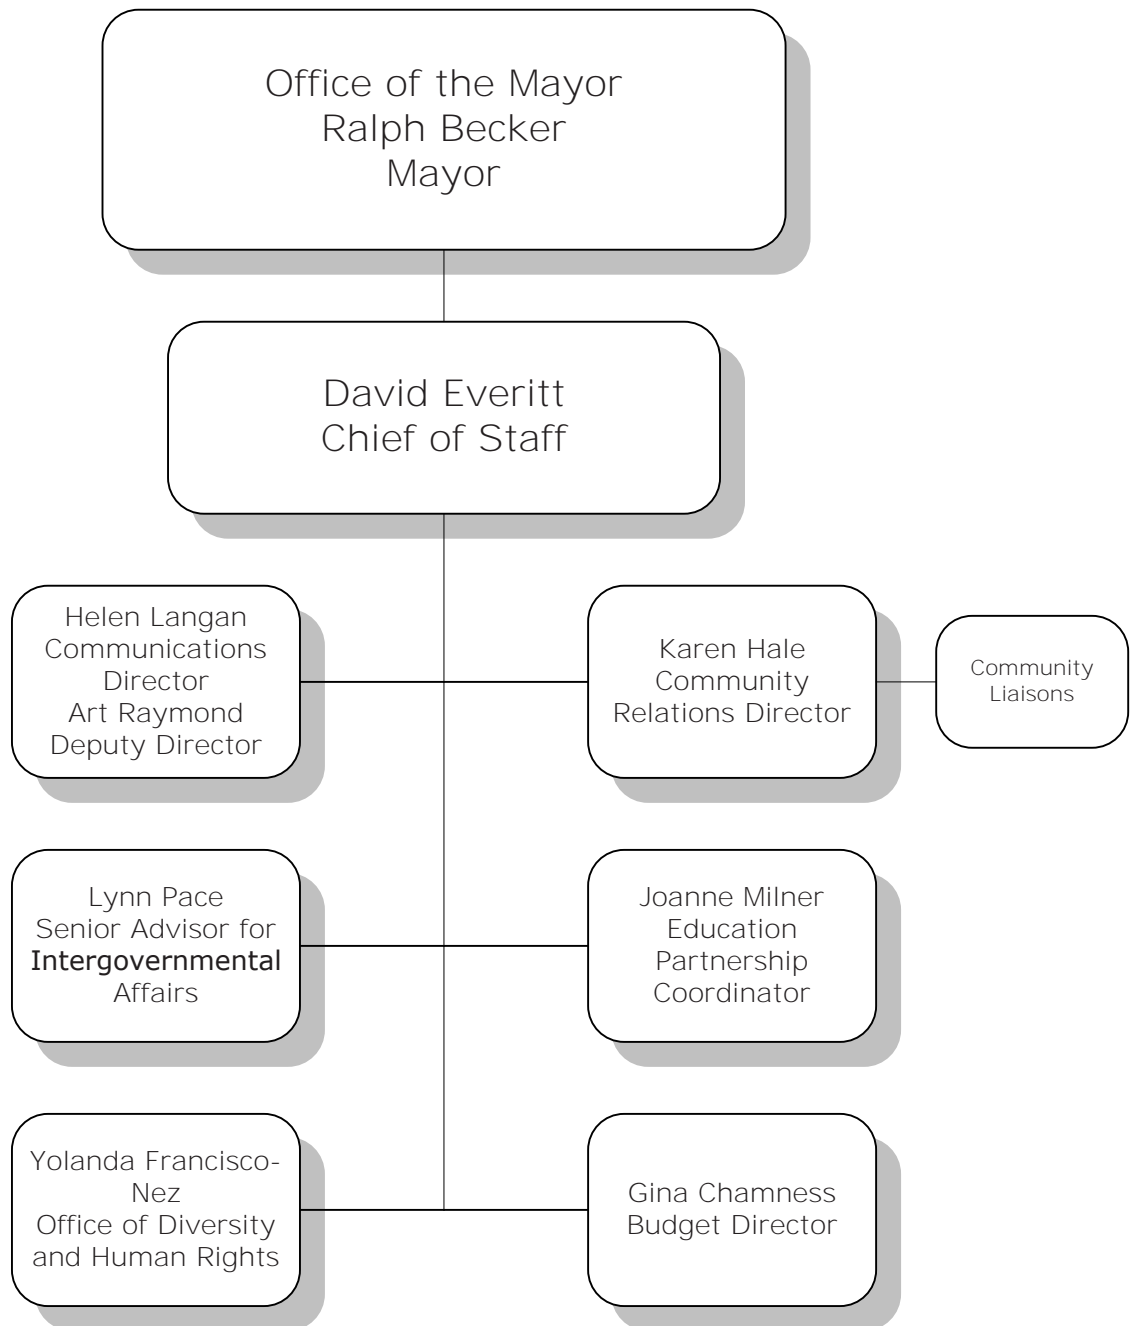 Office of the Mayor
Ralph Becker
Mayor
David Everitt
Chief of Staff
Helen Langan
Communications
Director
Art Raymond
Deputy Director
Karen Hale
Community
Relations Director
Community
Liaisons
Lynn Pace
Senior Advisor for
Intergovernmental
Affairs
Joanne Milner
Education
Partnership
Coordinator
Yolanda Francisco-
Nez
Office of Diversity
and Human Rights
Gina Chamness
Budget Director